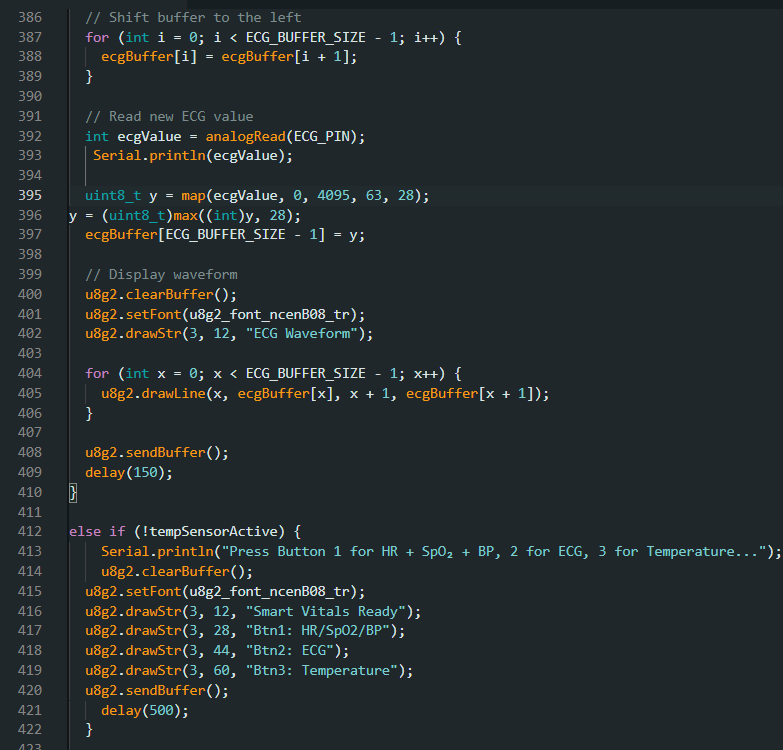 386 // Shift buffer to the left
387 for (int i = 0; i < ECG_BUFFER_SIZE - 1; i++) {
388 ecgBuffer[i] = ecgBuffer[i + 1];
389 }
390
391 // Read new ECG value
392 int ecgValue = analogRead(ECG_PIN);
393 Serial.println(ecgValue);
394
395 uint8_t y = map(ecgValue, 0, 4095, 63, 28);
396 y = (uint8_t)max((int)y, 28);
397 ecgBuffer[ECG_BUFFER_SIZE - 1] = y;
398
399 // Display waveform
400 u8g2.clearBuffer();
401 u8g2.setFont(u8g2_font_ncenB08_tr);
402 u8g2.drawStr(3, 12, "ECG Waveform");
403
404 for (int x = 0; x < ECG_BUFFER_SIZE - 1; x++) {
405 u8g2.drawLine(x, ecgBuffer[x], x + 1, ecgBuffer[x + 1]);
406 }
407
408 u8g2.sendBuffer();
409 delay(150);
410 }
411
412 else if (!tempSensorActive) {
413 Serial.println("Press Button 1 for HR + SpO₂ + BP, 2 for ECG, 3 for Temperature...");
414 u8g2.clearBuffer();
415 u8g2.setFont(u8g2_font_ncenB08_tr);
416 u8g2.drawStr(3, 12, "Smart Vitals Ready");
417 u8g2.drawStr(3, 28, "Btn1: HR/SpO2/BP");
418 u8g2.drawStr(3, 44, "Btn2: ECG");
419 u8g2.drawStr(3, 60, "Btn3: Temperature");
420 u8g2.sendBuffer();
421 delay(500);
422 }
423